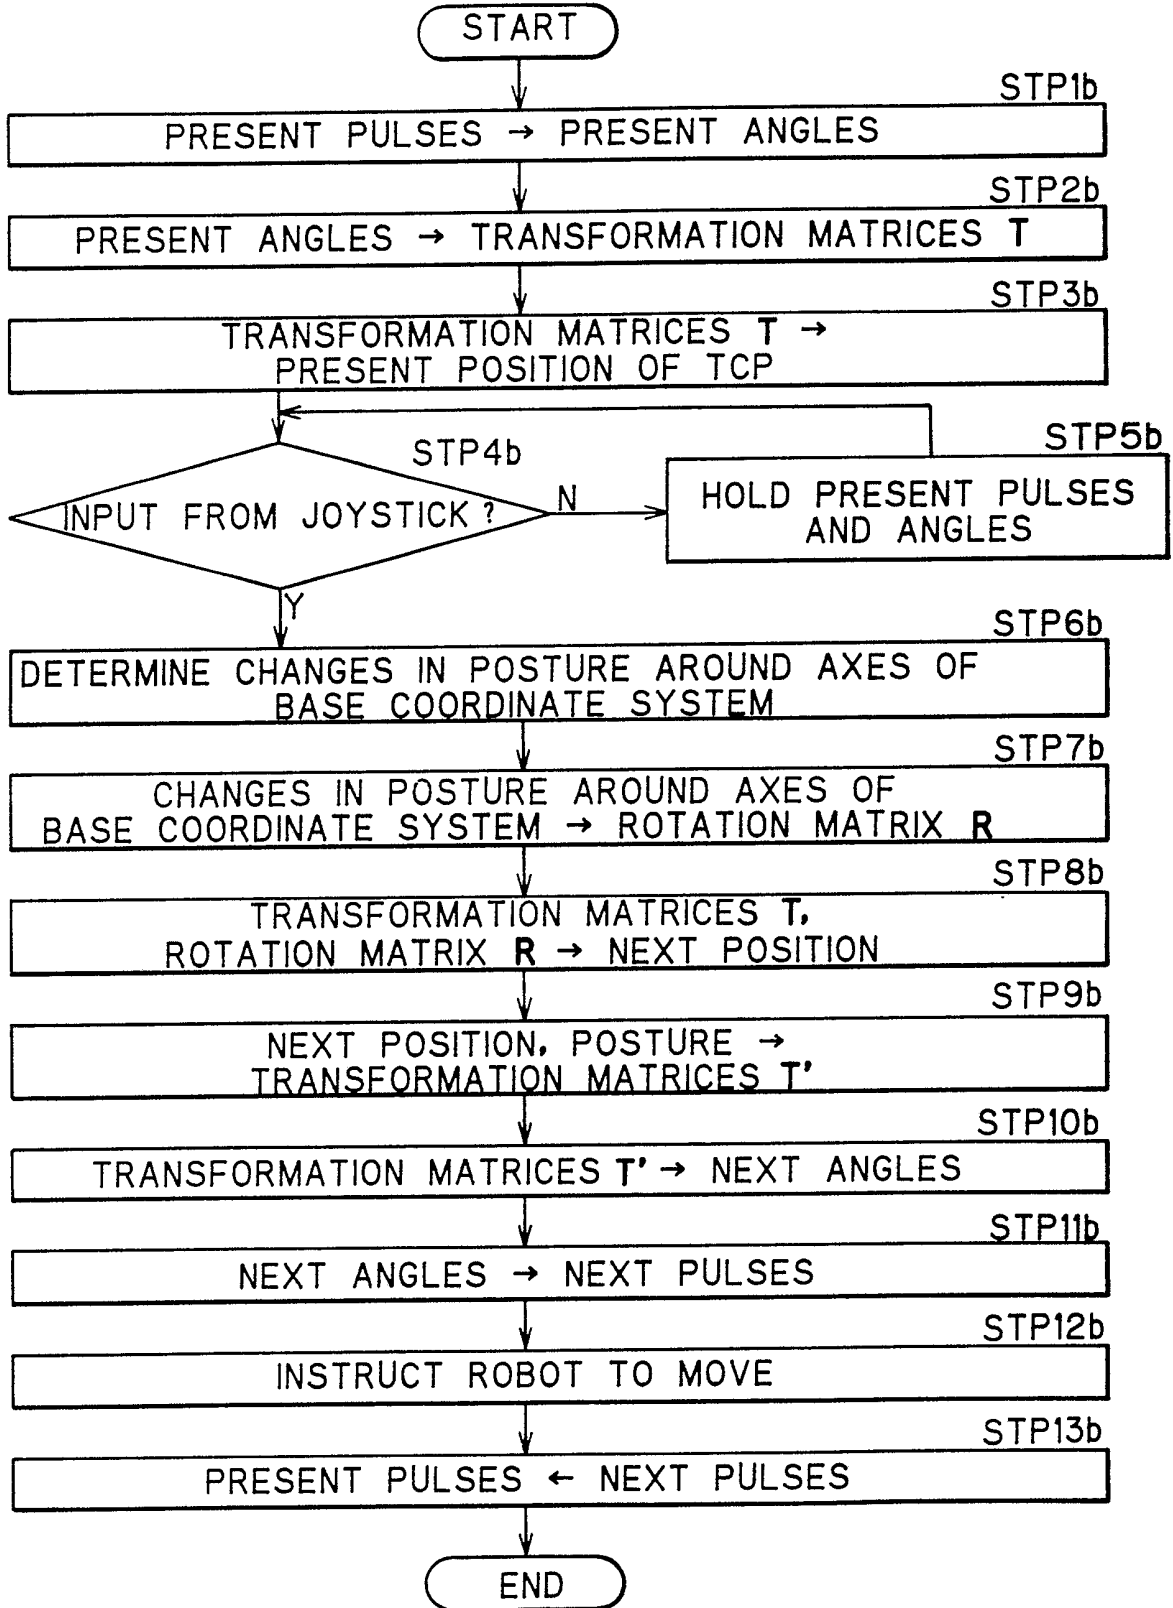 START
STP1b
PRESENT PULSES → PRESENT ANGLES
STP2b
PRESENT ANGLES → TRANSFORMATION MATRICES T
STP3b
TRANSFORMATION MATRICES T →
PRESENT POSITION OF TCP
STP4b
INPUT FROM JOYSTICK ?
N
STP5b
HOLD PRESENT PULSES
AND ANGLES
Y
STP6b
DETERMINE CHANGES IN POSTURE AROUND AXES OF
BASE COORDINATE SYSTEM
STP7b
CHANGES IN POSTURE AROUND AXES OF
BASE COORDINATE SYSTEM → ROTATION MATRIX R
STP8b
TRANSFORMATION MATRICES T,
ROTATION MATRIX R → NEXT POSITION
STP9b
NEXT POSITION, POSTURE →
TRANSFORMATION MATRICES T'
STP10b
TRANSFORMATION MATRICES T' → NEXT ANGLES
STP11b
NEXT ANGLES → NEXT PULSES
STP12b
INSTRUCT ROBOT TO MOVE
STP13b
PRESENT PULSES ← NEXT PULSES
END